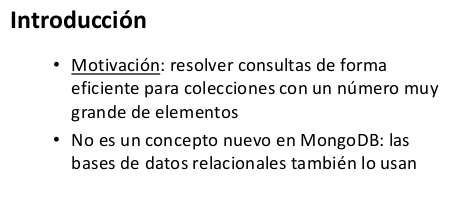 Introducción
• Motivación: resolver consultas de forma
eficiente para colecciones con un número muy
grande de elementos
• No es un concepto nuevo en MongoDB: las
bases de datos relacionales también lo usan